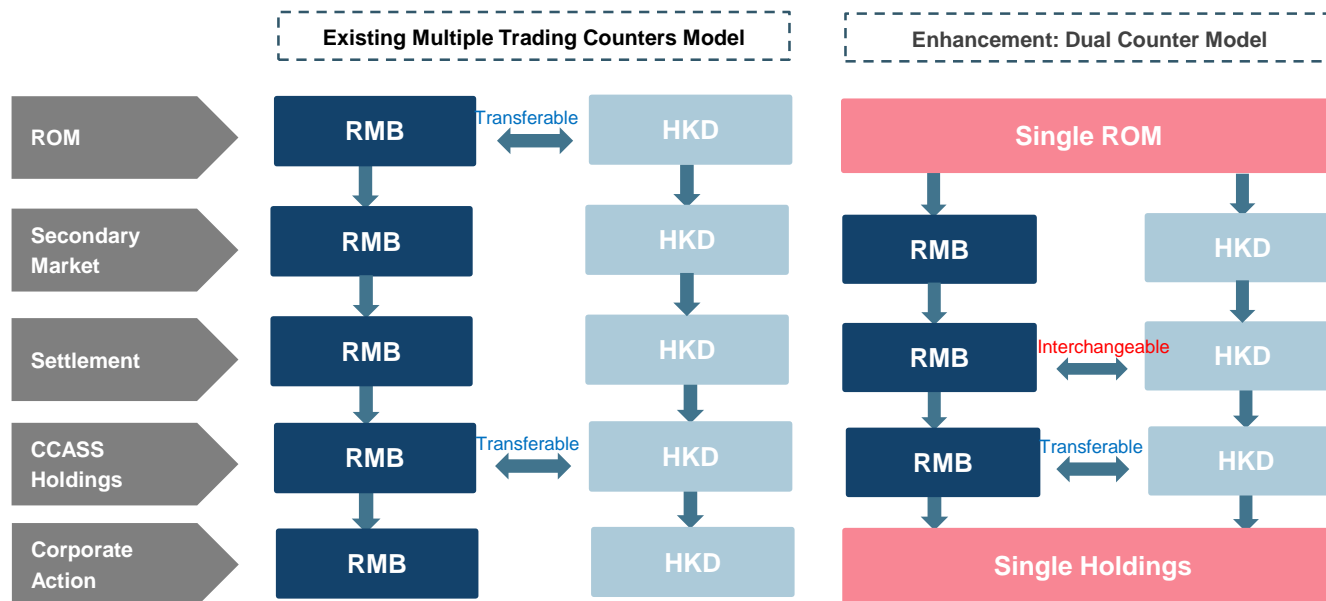 Existing Multiple Trading Counters Model
Enhancement: Dual Counter Model
ROM
RMB
Transferable
HKD
Single ROM
Secondary
Market
RMB
HKD
RMB
HKD
Settlement
RMB
HKD
RMB
Interchangeable
HKD
CCASS
Holdings
RMB
Transferable
HKD
RMB
Transferable
HKD
Corporate
Action
RMB
HKD
Single Holdings